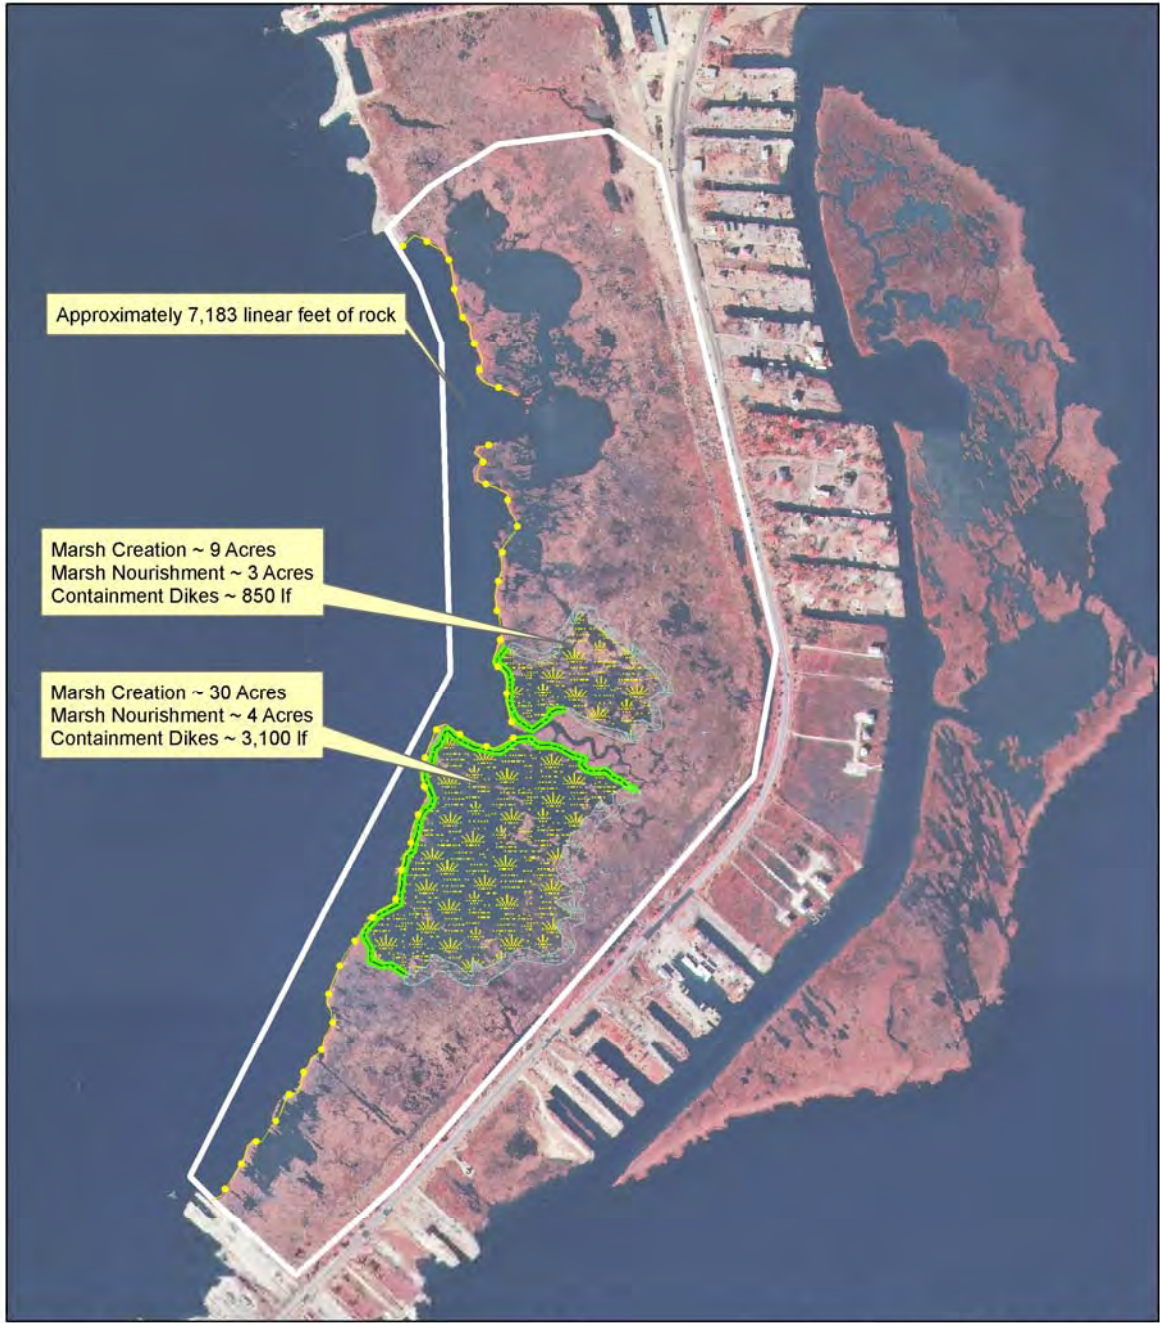 Approximately 7,183 linear feet of rock
Marsh Creation ~ 9 Acres
Marsh Nourishment ~ 3 Acres
Containment Dikes ~ 850 lf
Marsh Creation ~ 30 Acres
Marsh Nourishment ~ 4 Acres
Containment Dikes ~ 3,100 lf